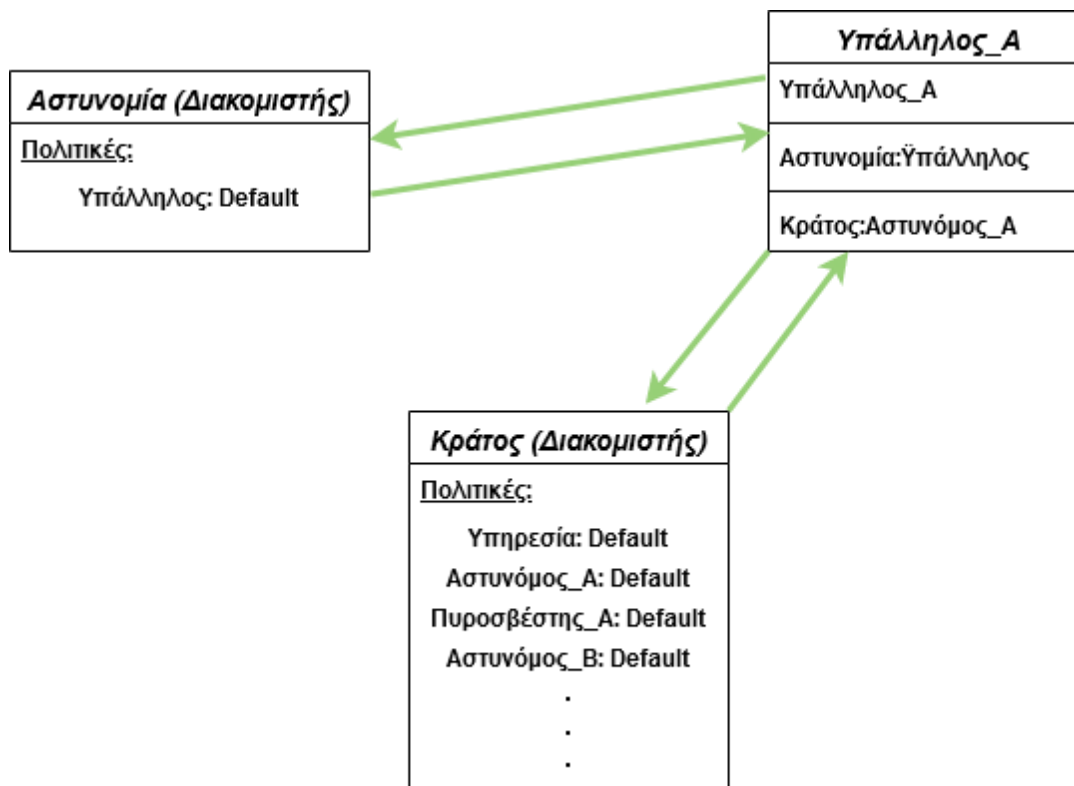 Αστυνομία (Διακομιστής)
Πολιτικές:
Υπάλληλος: Default
Υπάλληλος_Α
Υπάλληλος_Α
Αστυνομία:Ϋπάλληλος
Κράτος:Αστυνόμος_Α
Κράτος (Διακομιστής)
Πολιτικές:
Υπηρεσία: Default
Αστυνόμος_Α: Default
Πυροσβέστης_Α: Default
Αστυνόμος_Β: Default
.
.
.